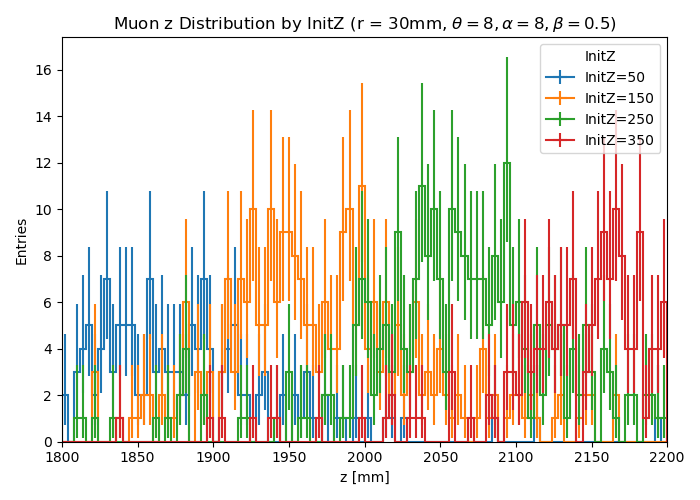 Muon z Distribution by InitZ (r = 30mm, θ = 8, α = 8, β = 0.5)
InitZ
InitZ=50
InitZ=150
InitZ=250
InitZ=350
Entries
16
14
12
10
8
6
4
2
0
1800 1850 1900 1950 2000 2050 2100 2150 2200
z [mm]